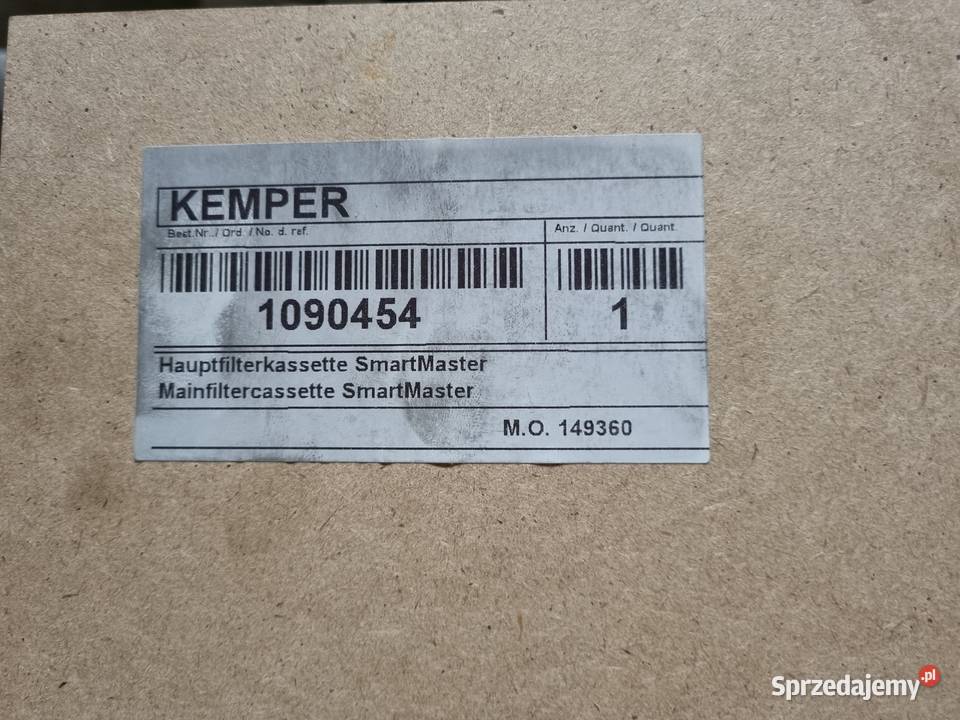 KEMPER
Best.Nr. / Ord. / No. d. ref.
Anz. / Quant. / Quant.
1090454
1
Hauptfilterkassette SmartMaster
Mainfiltercassette SmartMaster
M.O. 149360
Sprzedajemy.pl